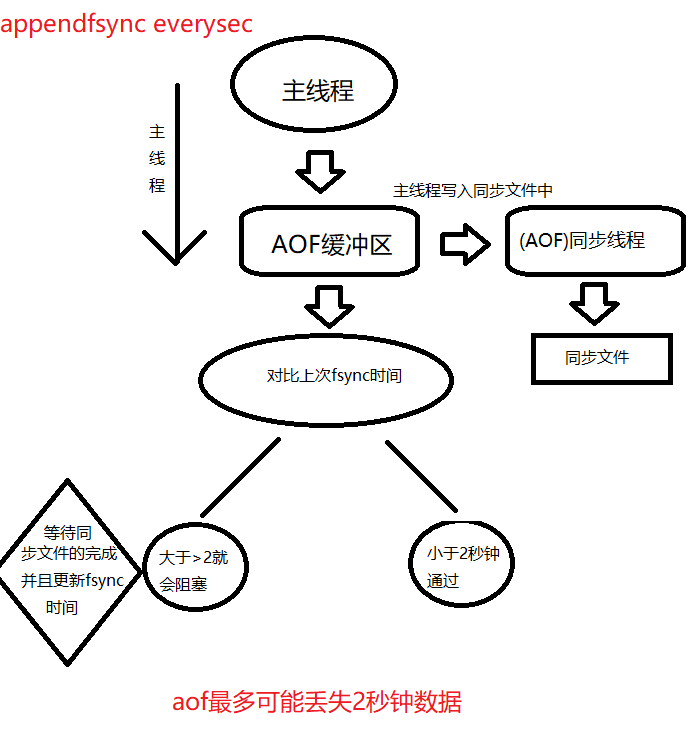 appendfsync everysec
主线程
主
线
程
主线程写入同步文件中
AOF缓冲区
(AOF)同步线程
对比上次fsync时间
同步文件
等待同
步文件的完成
并且更新fsync
时间
大于>2就
会阻塞
小于2秒钟
通过
aof最多可能丢失2秒钟数据